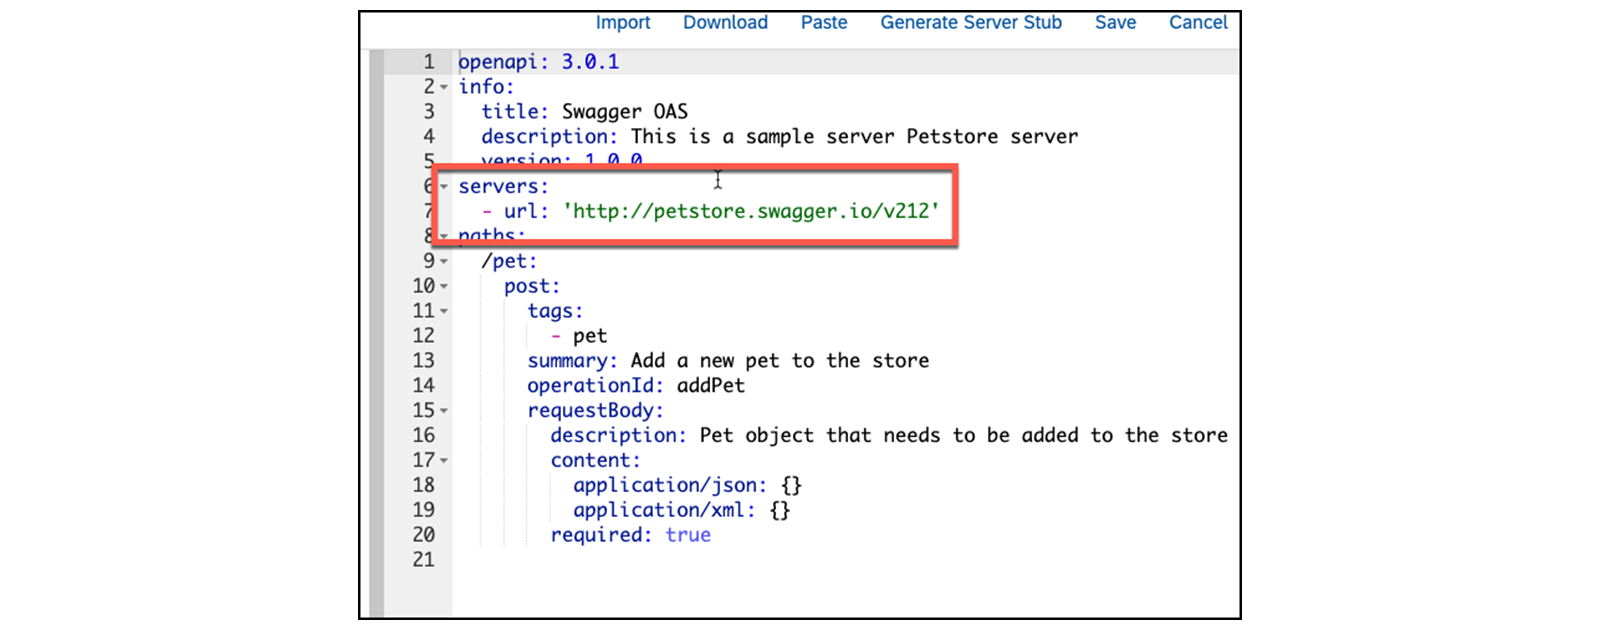 Import Download Paste Generate Server Stub Save Cancel
1 openapi: 3.0.1
2 info:
3 title: Swagger OAS
4 description: This is a sample server Petstore server
5 version: 1.0.0
6 servers:
7 - url: 'http://petstore.swagger.io/v212'
8 paths:
9 /pet:
10 post:
11 tags:
12 - pet
13 summary: Add a new pet to the store
14 operationId: addPet
15 requestBody:
16 description: Pet object that needs to be added to the store
17 content:
18 application/json: {}
19 application/xml: {}
20 required: true
21